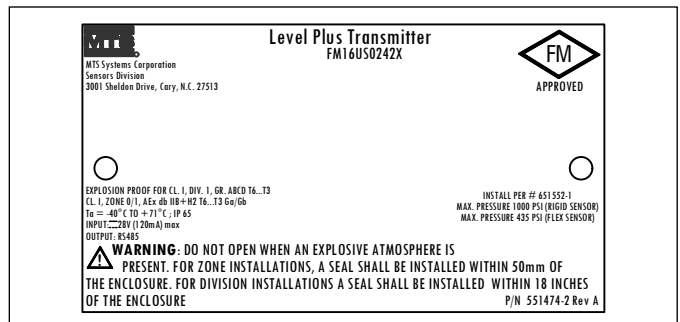 MTS
Level Plus Transmitter
FM16US0242X
MTS Systems Corporation
Sensors Division
3001 Sheldon Drive, Cary, N.C. 27513
FM
APPROVED
EXPLOSION PROOF FOR CL. I, DIV. 1, GR. ABCD T6...T3
CL. I, ZONE 0/1, AEx db IIB+H2 T6...T3 Ga/Gb
Ta = -40°C TO +71°C ; IP 65
INPUT:⎓28V (120mA) max
OUTPUT: RS485
INSTALL PER # 651552-1
MAX. PRESSURE 1000 PSI (RIGID SENSOR)
MAX. PRESSURE 435 PSI (FLEX SENSOR)
WARNING: DO NOT OPEN WHEN AN EXPLOSIVE ATMOSPHERE IS
PRESENT. FOR ZONE INSTALLATIONS, A SEAL SHALL BE INSTALLED WITHIN 50mm OF
THE ENCLOSURE. FOR DIVISION INSTALLATIONS A SEAL SHALL BE INSTALLED WITHIN 18 INCHES
OF THE ENCLOSURE
P/N 551474-2 Rev A